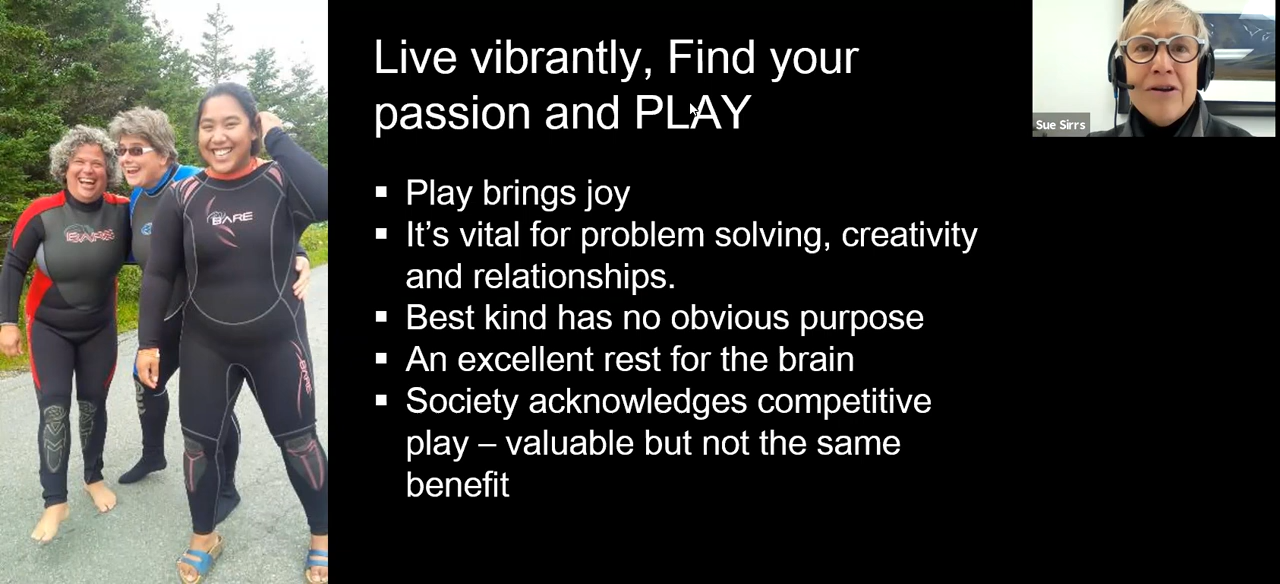 Live vibrantly, Find your
passion and PLAY
▪ Play brings joy
▪ It’s vital for problem solving, creativity
and relationships.
▪ Best kind has no obvious purpose
▪ An excellent rest for the brain
▪ Society acknowledges competitive
play – valuable but not the same
benefit
Sue Sirrs
BARE
BARE
BARE